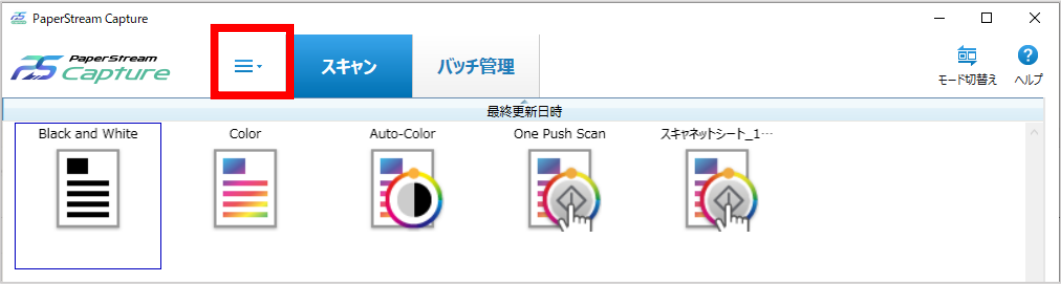 PaperStream Capture
PaperStream
Capture
スキャン
バッチ管理
モード切替え
ヘルプ
最終更新日時
Black and White
Color
Auto-Color
One Push Scan
スキャネットシート_1…